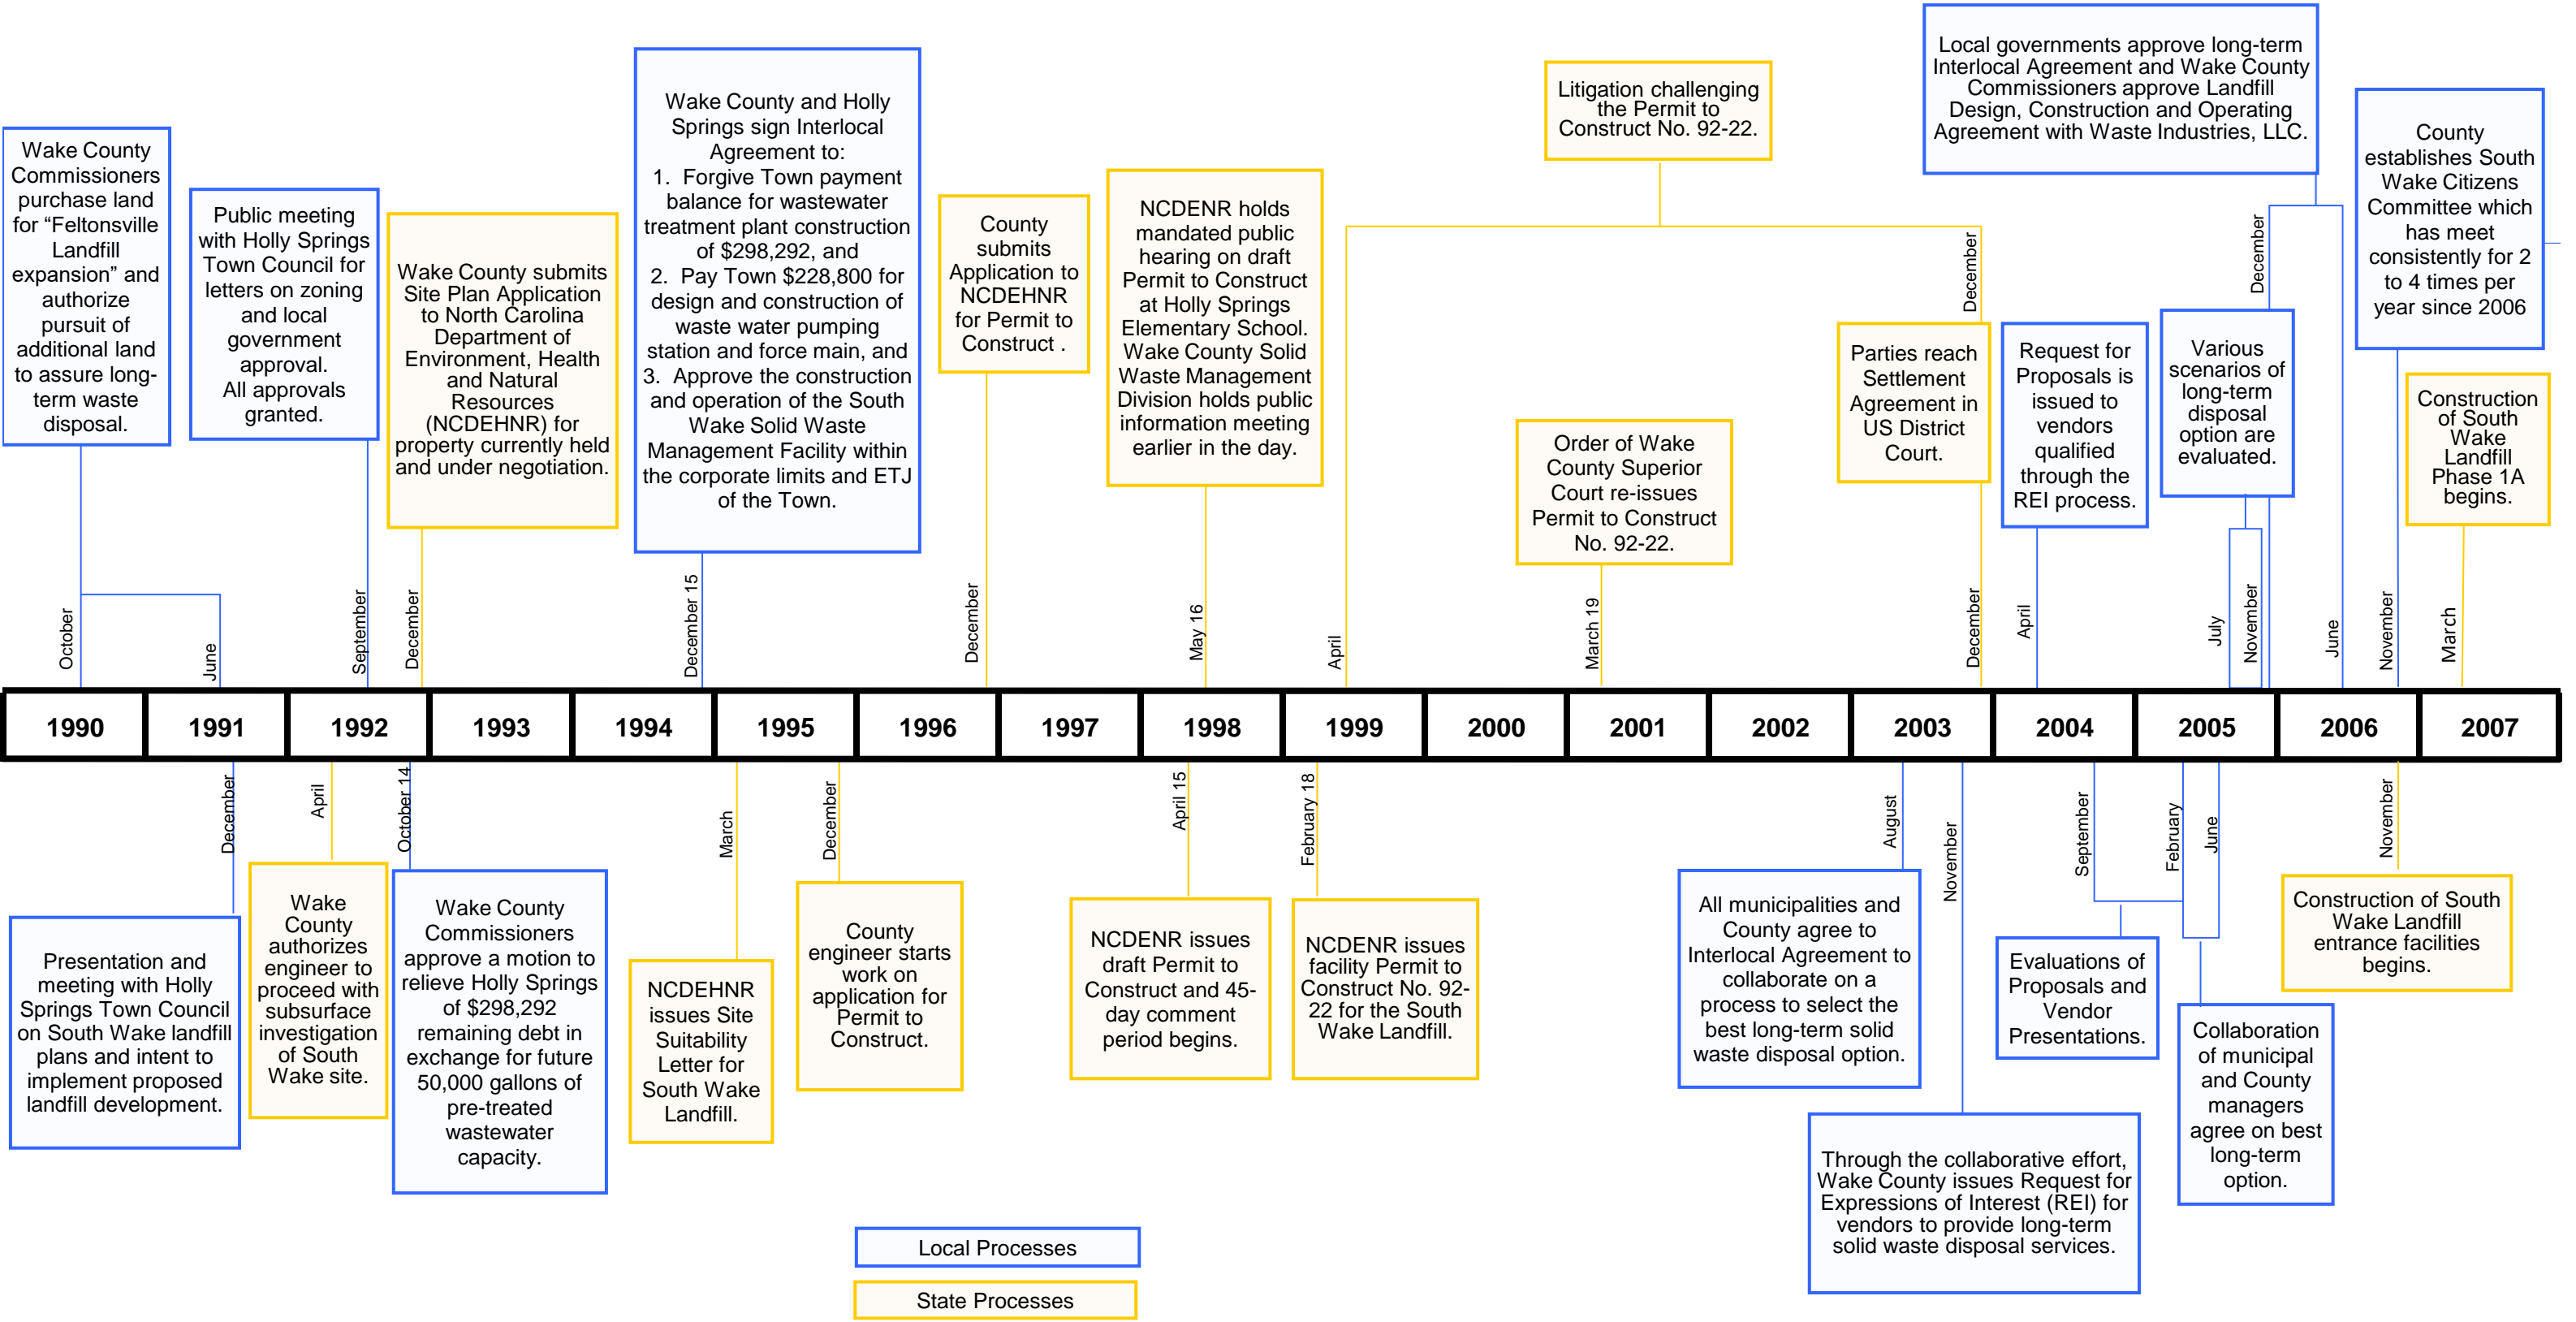 Wake County
Commissioners
purchase land
for “Feltonsville
Landfill
expansion” and
authorize
pursuit of
additional land
to assure long-
term waste
disposal.
Public meeting
with Holly Springs
Town Council for
letters on zoning
and local
government
approval.
All approvals
granted.
Wake County submits
Site Plan Application
to North Carolina
Department of
Environment, Health
and Natural
Resources
(NCDEHNR) for
property currently held
and under negotiation.
Wake County and Holly
Springs sign Interlocal
Agreement to:
1. Forgive Town payment
balance for wastewater
treatment plant construction
of $298,292, and
2. Pay Town $228,800 for
design and construction of
waste water pumping
station and force main, and
3. Approve the construction
and operation of the South
Wake Solid Waste
Management Facility within
the corporate limits and ETJ
of the Town.
County
submits
Application to
NCDEHNR
for Permit to
Construct .
NCDENR holds
mandated public
hearing on draft
Permit to Construct
at Holly Springs
Elementary School.
Wake County Solid
Waste Management
Division holds public
information meeting
earlier in the day.
Litigation challenging
the Permit to
Construct No. 92-22.
Order of Wake
County Superior
Court re-issues
Permit to Construct
No. 92-22.
Parties reach
Settlement
Agreement in
US District
Court.
Request for
Proposals is
issued to
vendors
qualified
through the
REI process.
Local governments approve long-term
Interlocal Agreement and Wake County
Commissioners approve Landfill
Design, Construction and Operating
Agreement with Waste Industries, LLC.
Various
scenarios of
long-term
disposal
option are
evaluated.
County
establishes South
Wake Citizens
Committee which
has meet
consistently for 2
to 4 times per
year since 2006
Construction
of South
Wake
Landfill
Phase 1A
begins.
December
December
October
June
September
December
December 15
December
May 16
April
March 19
December
April
July
November
June
November
March
1990
1991
1992
1993
1994
1995
1996
1997
1998
1999
2000
2001
2002
2003
2004
2005
2006
2007
December
April
October 14
March
December
April 15
February 18
August
November
September
February
June
November
Presentation and
meeting with Holly
Springs Town Council
on South Wake landfill
plans and intent to
implement proposed
landfill development.
Wake
County
authorizes
engineer to
proceed with
subsurface
investigation
of South
Wake site.
Wake County
Commissioners
approve a motion to
relieve Holly Springs
of $298,292
remaining debt in
exchange for future
50,000 gallons of
pre-treated
wastewater
capacity.
NCDEHNR
issues Site
Suitability
Letter for
South Wake
Landfill.
County
engineer starts
work on
application for
Permit to
Construct.
NCDENR issues
draft Permit to
Construct and 45-
day comment
period begins.
NCDENR issues
facility Permit to
Construct No. 92-
22 for the South
Wake Landfill.
All municipalities and
County agree to
Interlocal Agreement to
collaborate on a
process to select the
best long-term solid
waste disposal option.
Through the collaborative effort,
Wake County issues Request for
Expressions of Interest (REI) for
vendors to provide long-term
solid waste disposal services.
Evaluations of
Proposals and
Vendor
Presentations.
Collaboration
of municipal
and County
managers
agree on best
long-term
option.
Construction of South
Wake Landfill
entrance facilities
begins.
Local Processes
State Processes